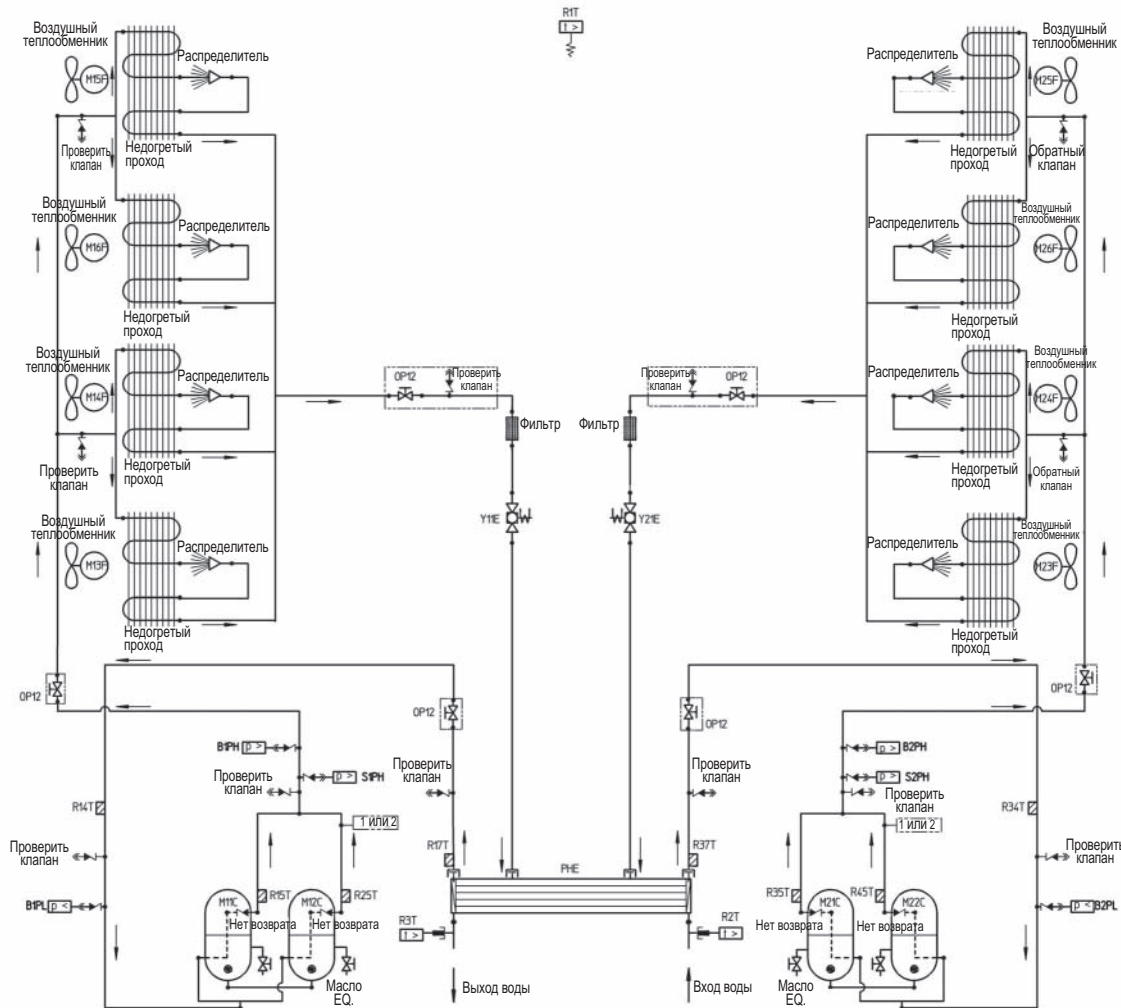 R1T
t >
Воздушный
теплообменник
M15F
Распределитель
Проверить
клапан
Недогретый
проход
Воздушный
теплообменник
M25F
Распределитель
Недогретый
проход
Обратный
клапан
Воздушный
теплообменник
M16F
Распределитель
Недогретый
проход
Воздушный
теплообменник
M26F
Распределитель
Недогретый
проход
Воздушный
теплообменник
M14F
Распределитель
Проверить
клапан
Недогретый
проход
OP12
Проверить
клапан
Фильтр
Y11E
Проверить
клапан
OP12
Фильтр
Y21E
Воздушный
теплообменник
M24F
Распределитель
Недогретый
проход
Обратный
клапан
Воздушный
теплообменник
M13F
Распределитель
Недогретый
проход
Воздушный
теплообменник
M23F
Распределитель
Недогретый
проход
OP12
OP12
OP12
OP12
B1PH
p >
p >
S1PH
Проверить
клапан
Проверить
клапан
Проверить
клапан
p >
B2PH
p >
S2PH
Проверить
клапан
R14T
1 или 2
1 или 2
R34T
Проверить
клапан
Проверить
клапан
R17T
PHE
R37T
B1PL
p <
M11C
R15T
M12C
R25T
Нет возврата
Нет возврата
R3T
t >
R2T
t >
R35T
M21C
R45T
M22C
Нет возврата
Нет возврата
p <
B2PL
Масло
EQ.
Выход воды
Вход воды
Масло
EQ.